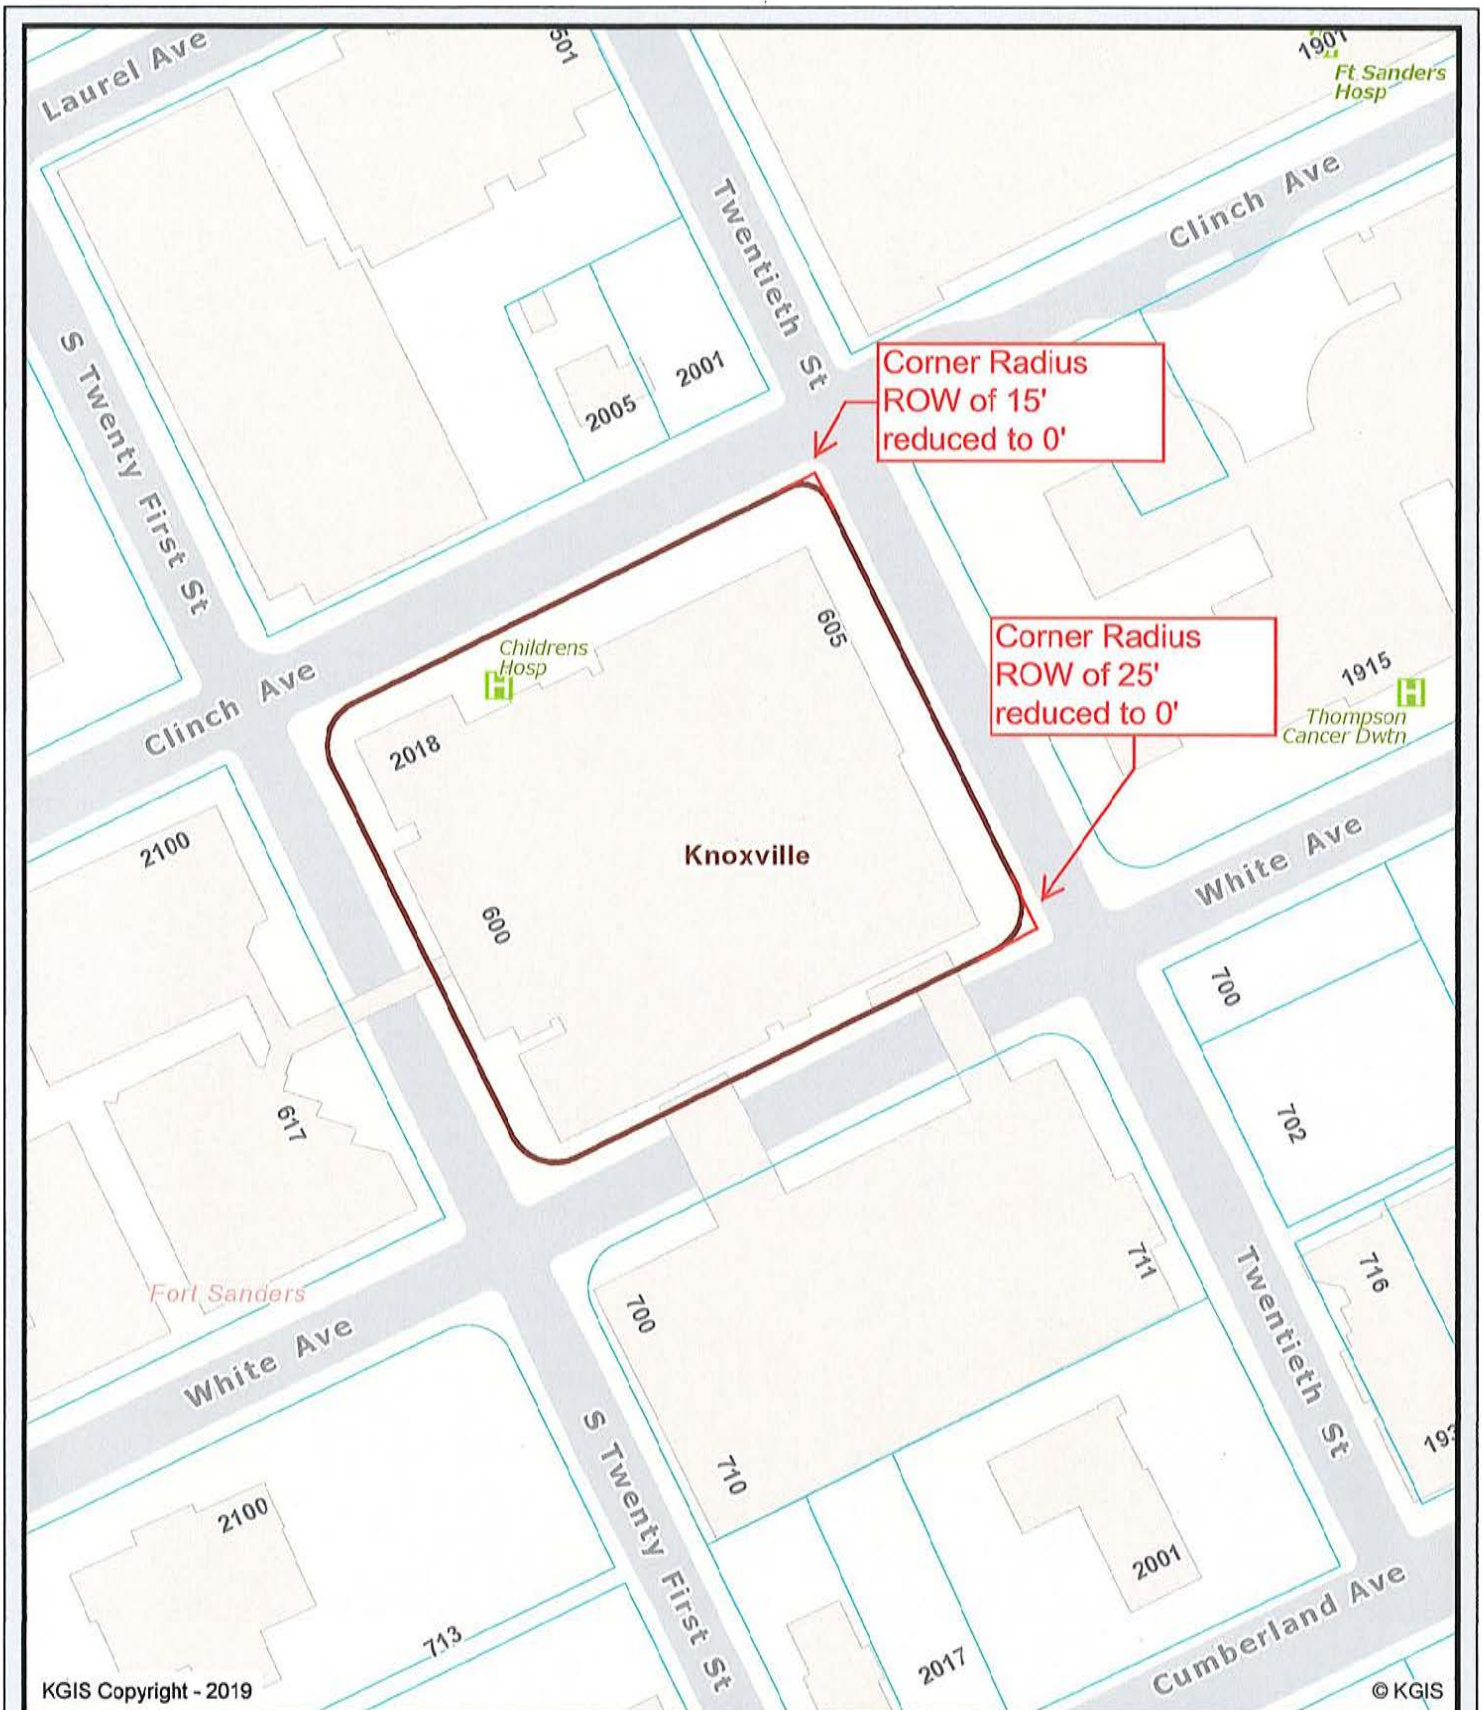 Laurel Ave
501
1901
Ft Sanders
Hosp
Clinch Ave
Twentieth St
S Twenty First St
2001
2005
Corner Radius
ROW of 15'
reduced to 0'
605
Childrens
Hosp
Corner Radius
ROW of 25'
reduced to 0'
1915
Thompson
Cancer Dwtn
Clinch Ave
2018
2100
Knoxville
White Ave
600
700
702
617
711
716
Fort Sanders
700
White Ave
Twentieth St
710
S Twenty First St
2100
2001
Cumberland Ave
713
2017
KGIS Copyright - 2019
© KGIS